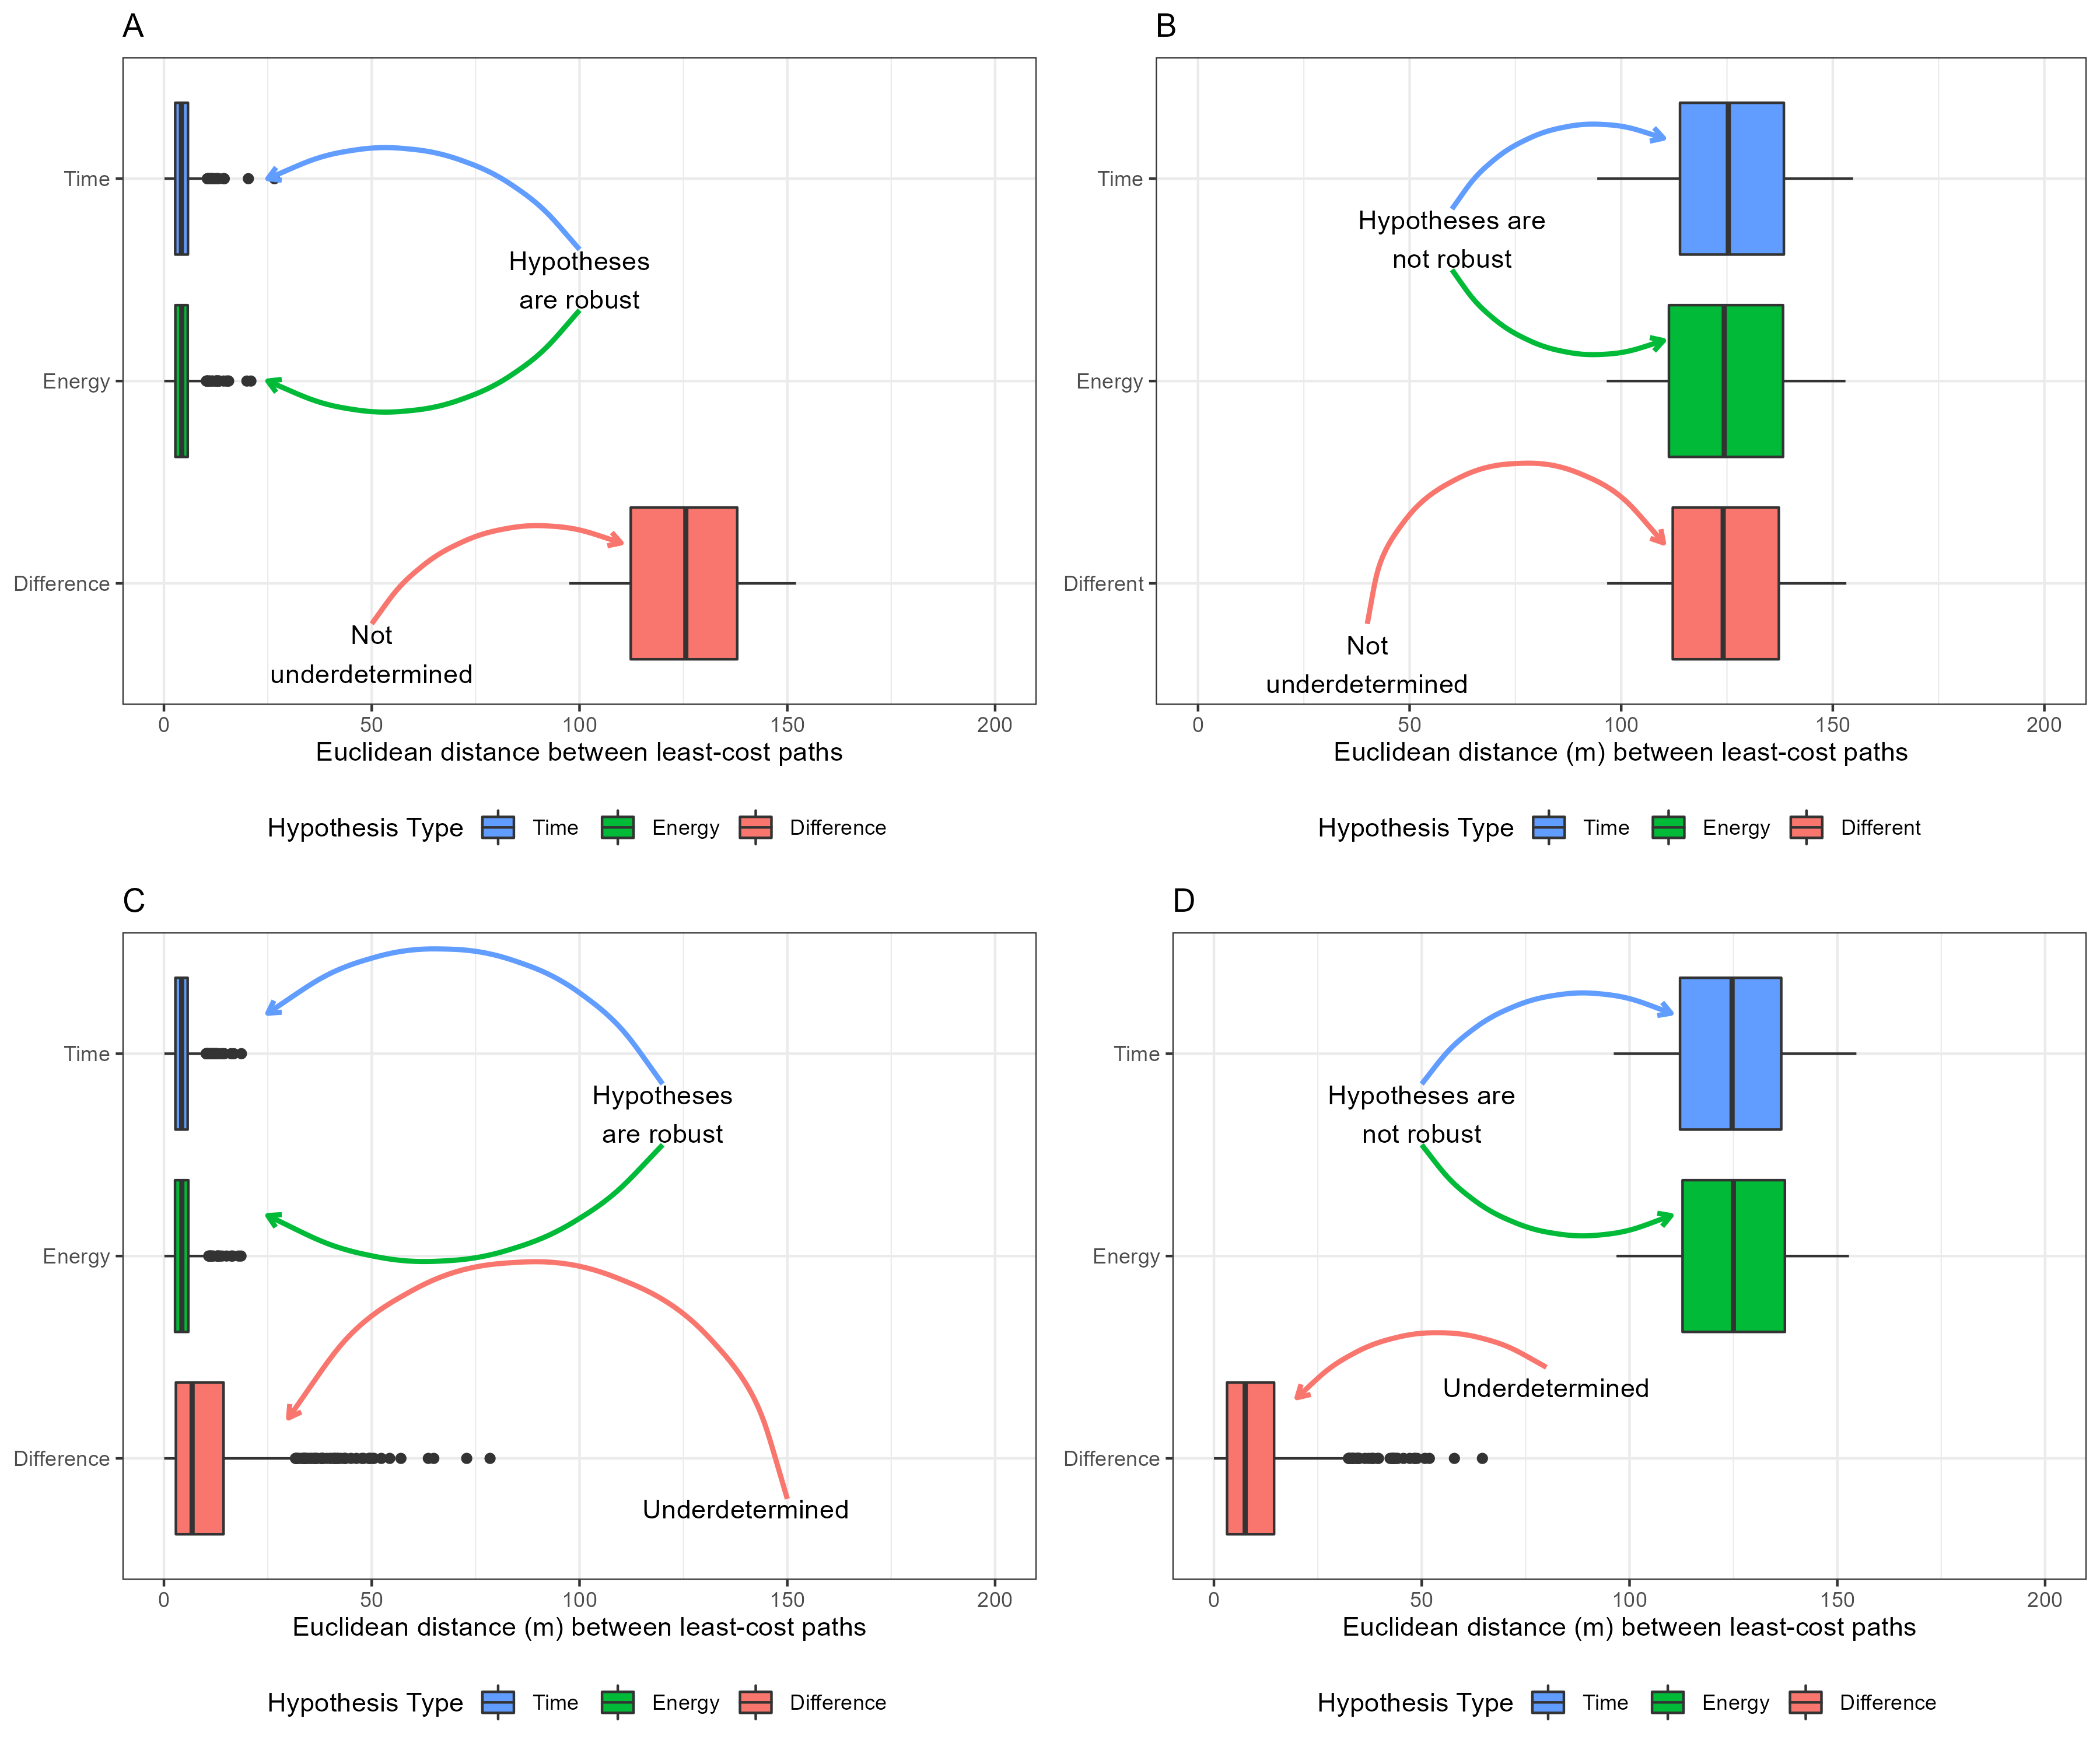 A
Time
Energy
Difference
Hypotheses
are robust
Not
underdetermined
0 50 100 150 200
Euclidean distance between least-cost paths
Hypothesis Type Time Energy Difference
B
Time
Energy
Different
Hypotheses are
not robust
Not
underdetermined
0 50 100 150 200
Euclidean distance (m) between least-cost paths
Hypothesis Type Time Energy Different
C
Time
Energy
Difference
Hypotheses
are robust
Underdetermined
0 50 100 150 200
Euclidean distance (m) between least-cost paths
Hypothesis Type Time Energy Difference
D
Time
Energy
Difference
Hypotheses are
not robust
Underdetermined
0 50 100 150 200
Euclidean distance (m) between least-cost paths
Hypothesis Type Time Energy Difference